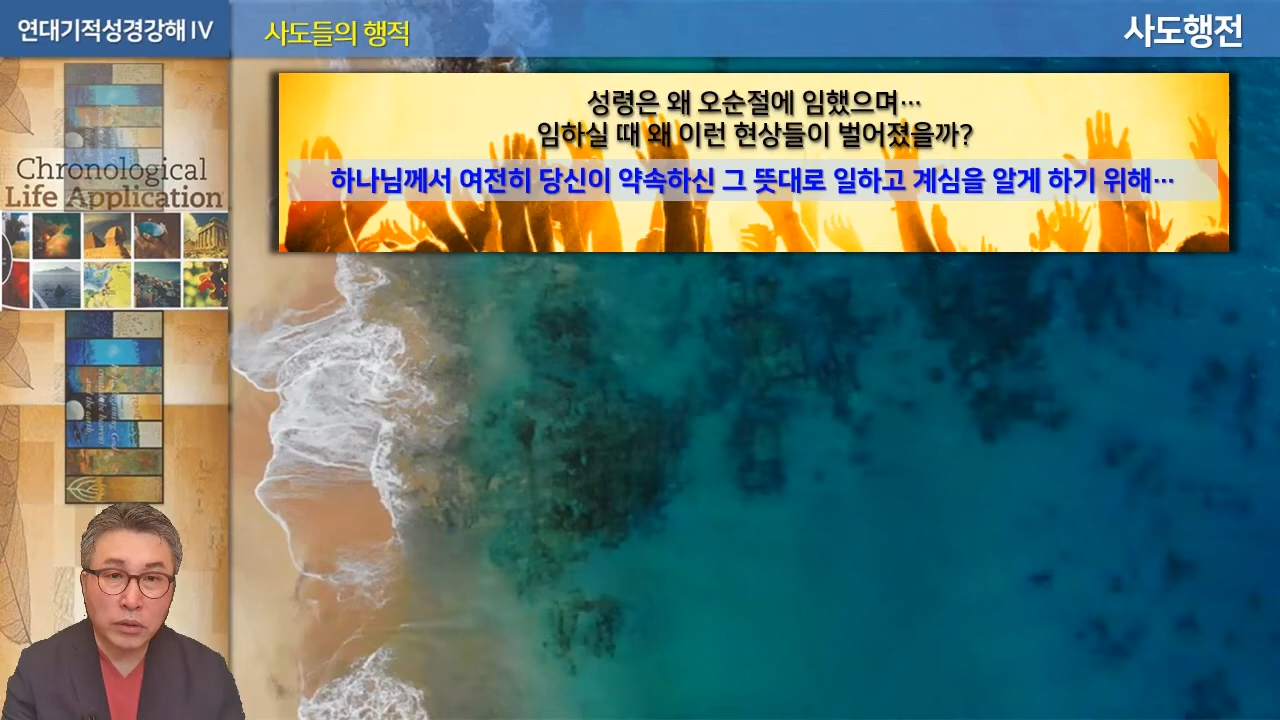 연대기적성경강해 IV
사도들의 행적
사도행전
성령은 왜 오순절에 임했으며…
임하실 때 왜 이런 현상들이 벌어졌을까?
하나님께서 여전히 당신이 약속하신 그 뜻대로 일하고 계심을 알게 하기 위해…
Chronological
Life Application